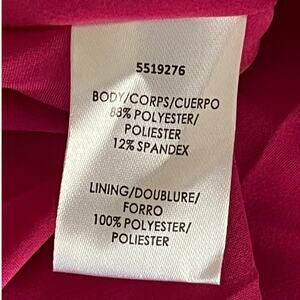 5519276
BODY/CORPS/CUERPO
88% POLYESTER/
POLIESTER
12% SPANDEX
LINING/DOUBLURE/
FORRO
100% POLYESTER/
POLIESTER